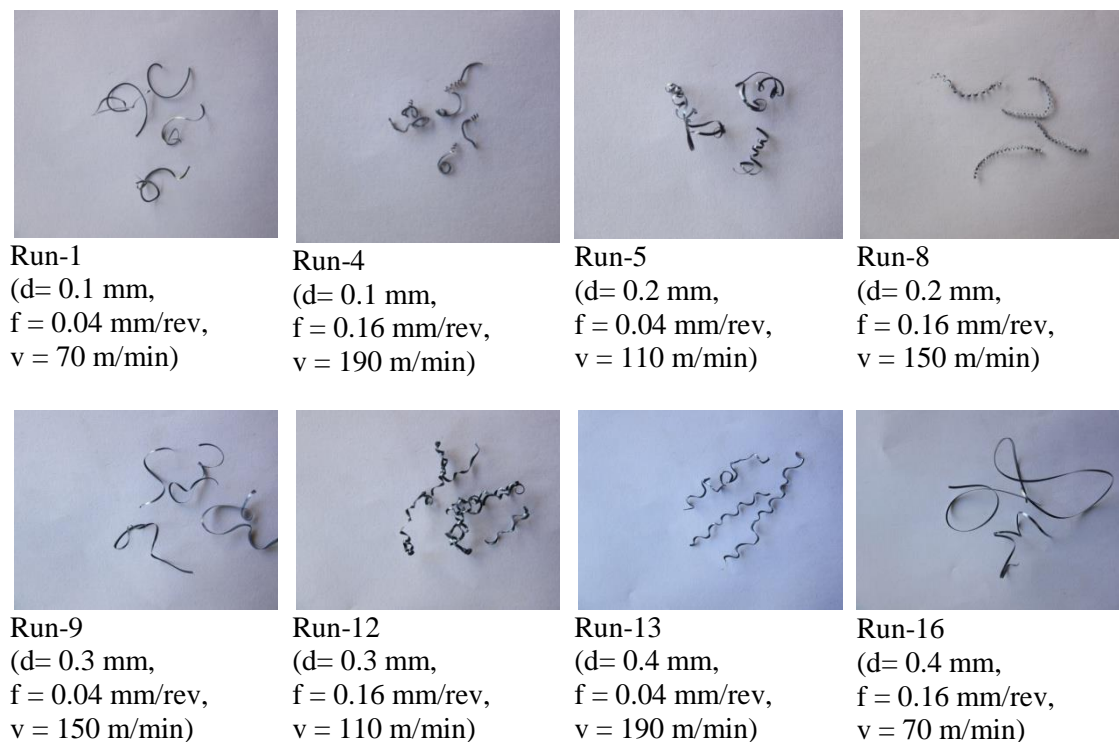 Run-1
(d= 0.1 mm,
f = 0.04 mm/rev,
v = 70 m/min)
Run-4
(d= 0.1 mm,
f = 0.16 mm/rev,
v = 190 m/min)
Run-5
(d= 0.2 mm,
f = 0.04 mm/rev,
v = 110 m/min)
Run-8
(d= 0.2 mm,
f = 0.16 mm/rev,
v = 150 m/min)
Run-9
(d= 0.3 mm,
f = 0.04 mm/rev,
v = 150 m/min)
Run-12
(d= 0.3 mm,
f = 0.16 mm/rev,
v = 110 m/min)
Run-13
(d= 0.4 mm,
f = 0.04 mm/rev,
v = 190 m/min)
Run-16
(d= 0.4 mm,
f = 0.16 mm/rev,
v = 70 m/min)